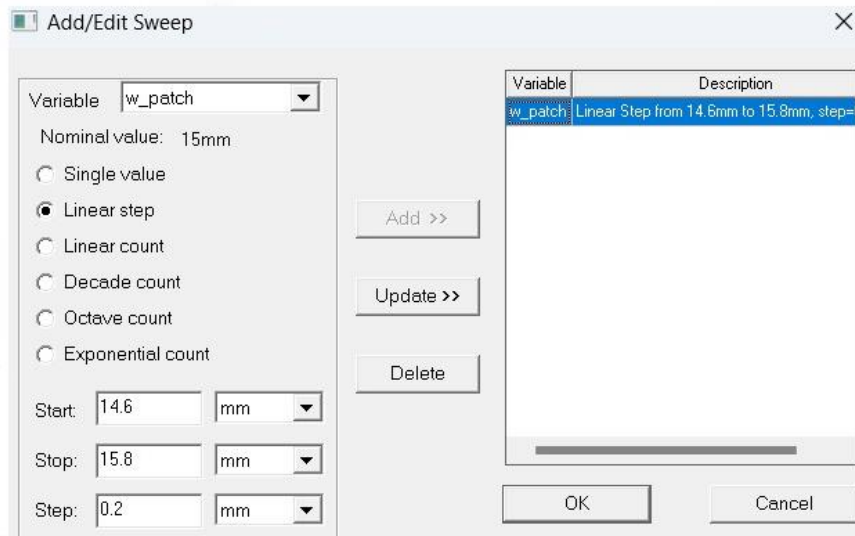 Add/Edit Sweep
Variable w_patch
Nominal value: 15mm
Single value
Linear step
Linear count
Decade count
Octave count
Exponential count
Start: 14.6 mm
Stop: 15.8 mm
Step: 0.2 mm
Add >>
Update >>
Delete
Variable Description
w_patch Linear Step from 14.6mm to 15.8mm, step=
OK Cancel